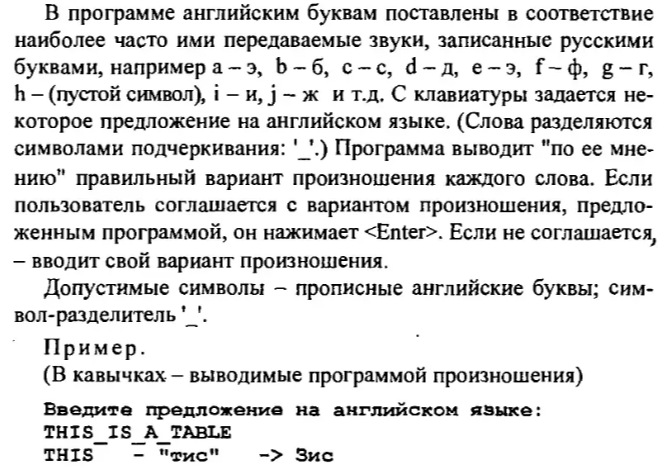 В программе английским буквам поставлены в соответствие
наиболее часто ими передаваемые звуки, записанные русскими
буквами, например a – э, b – б, c – с, d – д, e – э, f – ф, g – г,
h – (пустой символ), i – и, j – ж и т.д. С клавиатуры задается не-
которое предложение на английском языке. (Слова разделяются
символами подчеркивания: '_'.) Программа выводит "по ее мне-
нию" правильный вариант произношения каждого слова. Если
пользователь соглашается с вариантом произношения, предло-
женным программой, он нажимает <Enter>. Если не соглашается,
– вводит свой вариант произношения.
Допустимые символы – прописные английские буквы; сим-
вол-разделитель '_'.
Пример.
(В кавычках – выводимые программой произношения)
Введите предложение на английском языке:
THIS_IS_A_TABLE
THIS - "тис" -> Зис